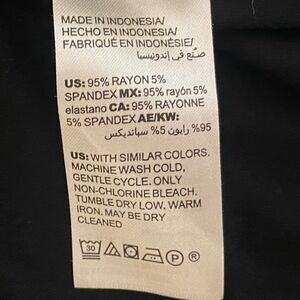 MADE IN INDONESIA/
HECHO EN INDONESIA/
FABRIQUÉ EN INDONÉSIE/
صنع في إندونيسيا
US: 95% RAYON 5%
SPANDEX MX: 95% rayón 5%
elastano CA: 95% RAYONNE
5% SPANDEX AE/KW:
95% رايون 5% سباندیکس
US: WITH SIMILAR COLORS.
MACHINE WASH COLD,
GENTLE CYCLE. ONLY
NON-CHLORINE BLEACH.
TUMBLE DRY LOW. WARM
IRON. MAY BE DRY
CLEANED
30 P ®